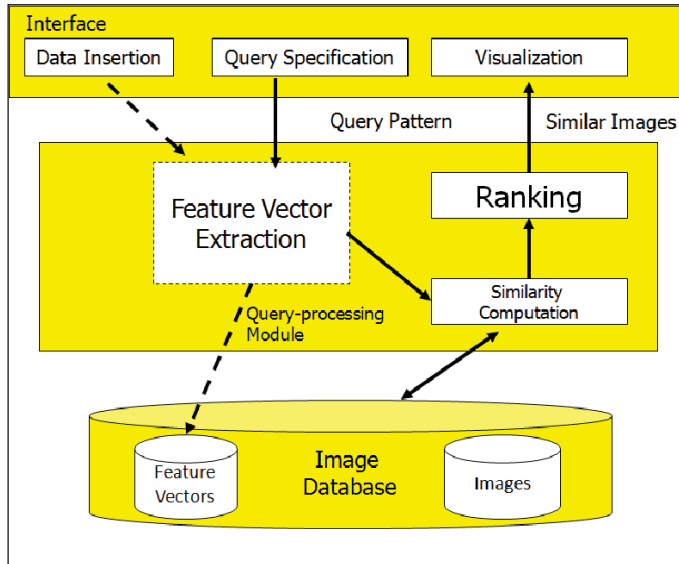 Interface
Data Insertion
Query Specification
Visualization
Query Pattern
Similar Images
Feature Vector
Extraction
Ranking
Similarity
Computation
Query-processing
Module
Image
Database
Feature
Vectors
Images